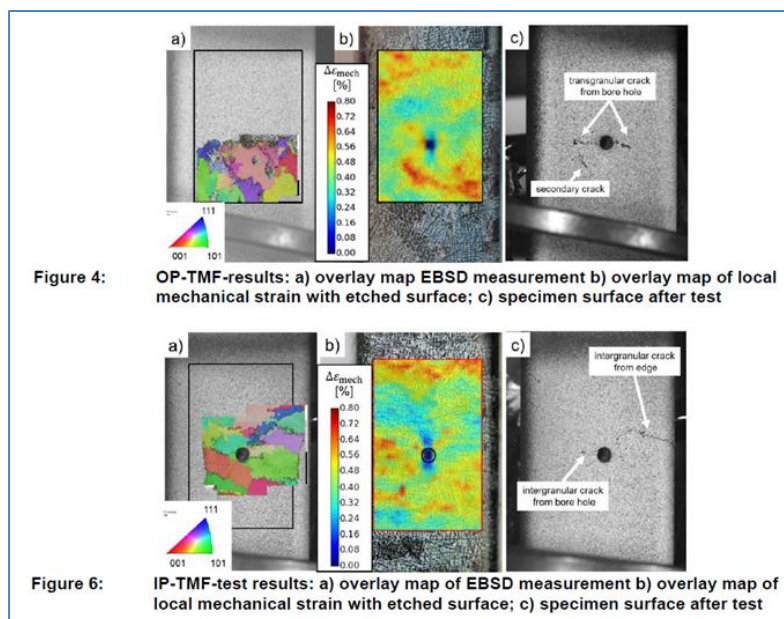 a)
b)
c)
Δε_mech
[%]
0.80
0.72
0.64
0.56
0.48
0.40
0.32
0.24
0.16
0.08
0.00
111
001 101
transgranular crack
from bore hole
secondary crack
Figure 4: OP-TMF-results: a) overlay map EBSD measurement b) overlay map of local
mechanical strain with etched surface; c) specimen surface after test
a)
b)
c)
Δε_mech
[%]
0.80
0.72
0.64
0.56
0.48
0.40
0.32
0.24
0.16
0.08
0.00
111
001 101
intergranular crack
from edge
intergranular crack
from bore hole
Figure 6: IP-TMF-test results: a) overlay map of EBSD measurement b) overlay map of
local mechanical strain with etched surface; c) specimen surface after test